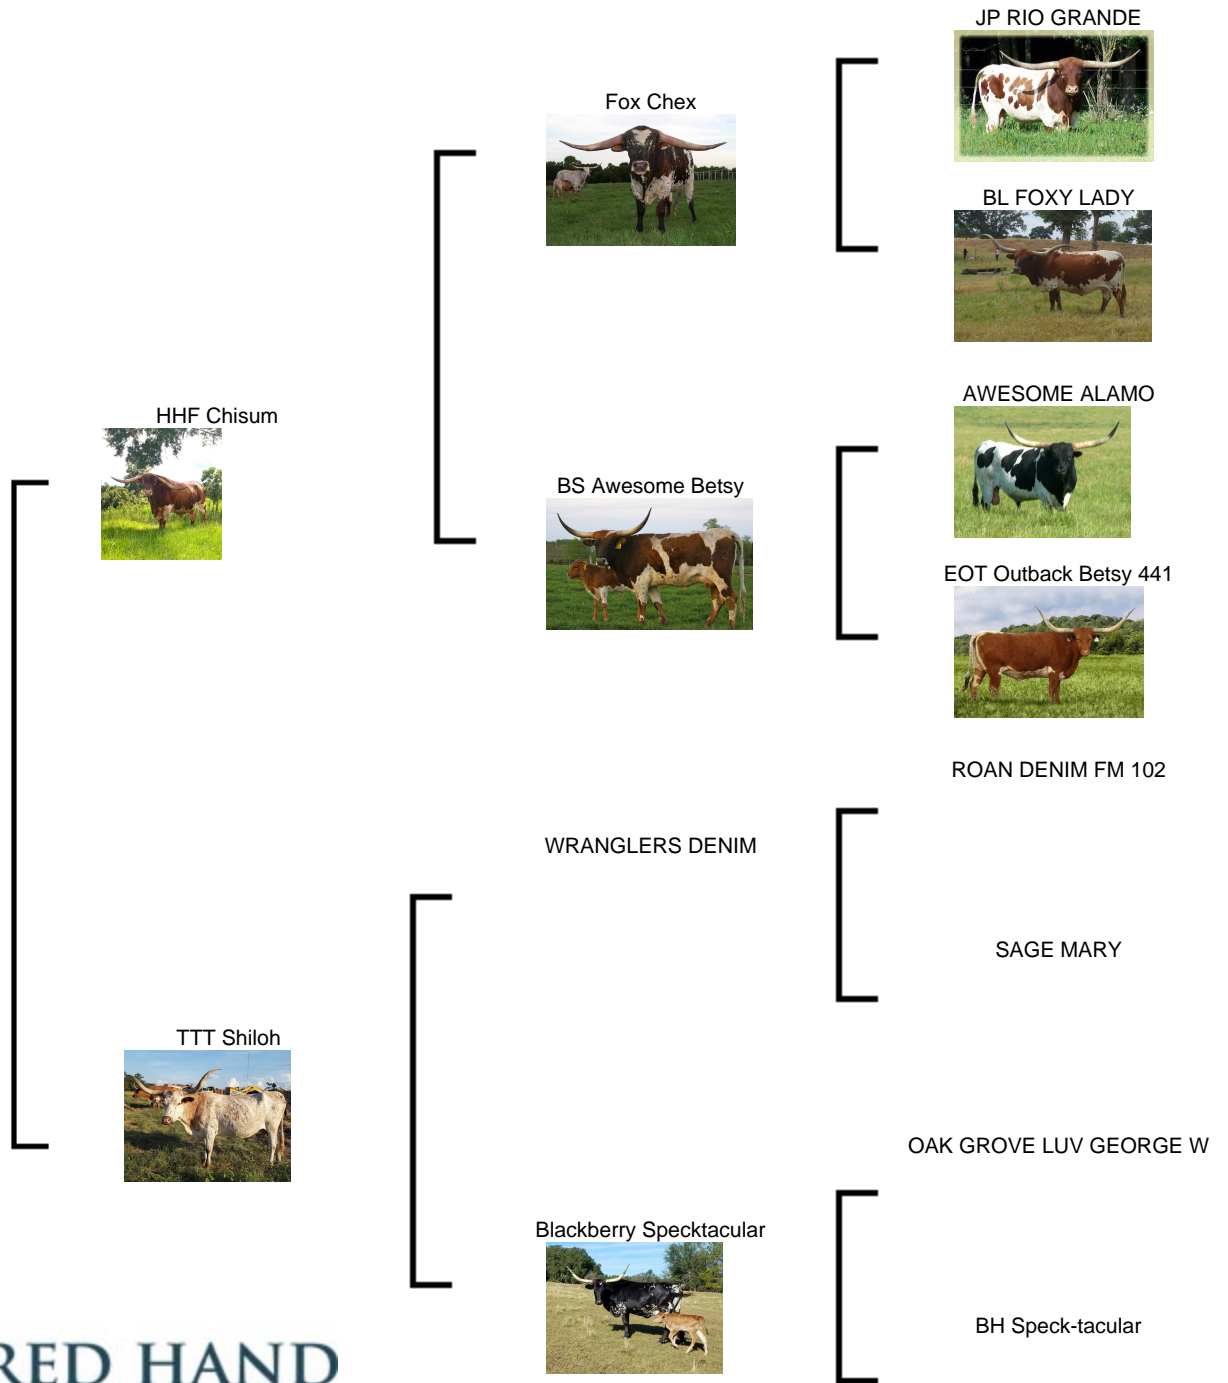 JP RIO GRANDE
Fox Chex
BL FOXY LADY
AWESOME ALAMO
HHF Chisum
BS Awesome Betsy
EOT Outback Betsy 441
ROAN DENIM FM 102
WRANGLERS DENIM
SAGE MARY
TTT Shiloh
OAK GROVE LUV GEORGE W
Blackberry Specktacular
BH Speck-tacular
RED HAND